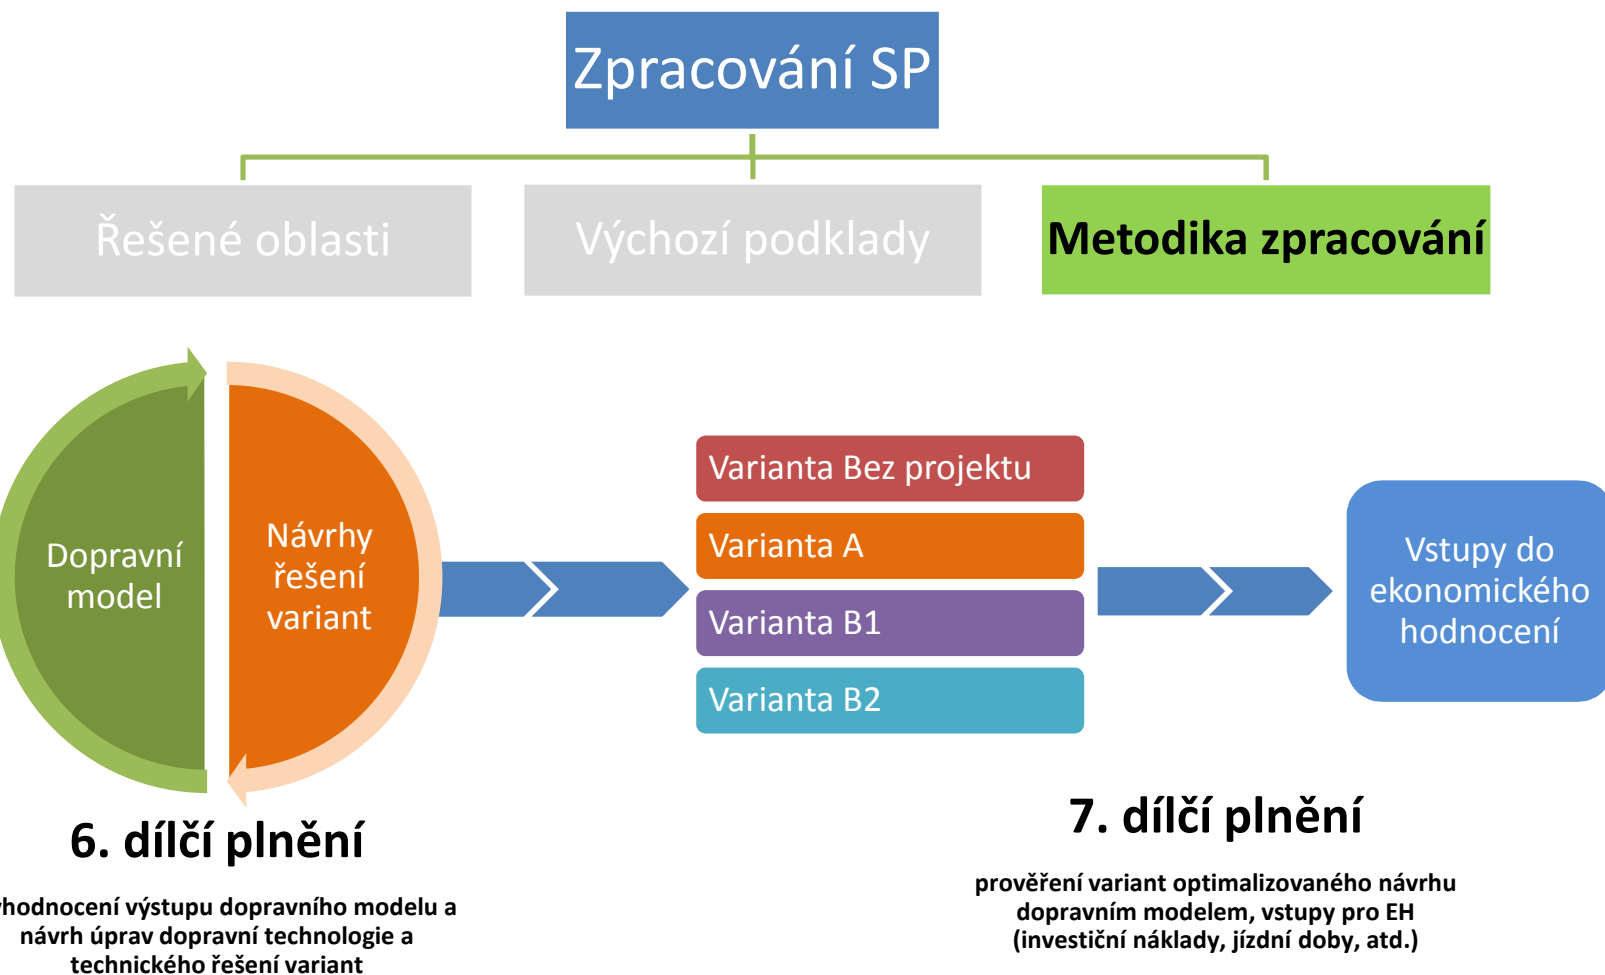 Zpracování SP
Řešené oblasti
Výchozí podklady
Metodika zpracování
Dopravní
model
Návrhy
řešení
variant
Varianta Bez projektu
Varianta A
Varianta B1
Varianta B2
Vstupy do
ekonomického
hodnocení
6. dílčí plnění
yhodnocení výstupu dopravního modelu a
návrh úprav dopravní technologie a
technického řešení variant
7. dílčí plnění
prověření variant optimalizovaného návrhu
dopravním modelem, vstupy pro EH
(investiční náklady, jízdní doby, atd.)